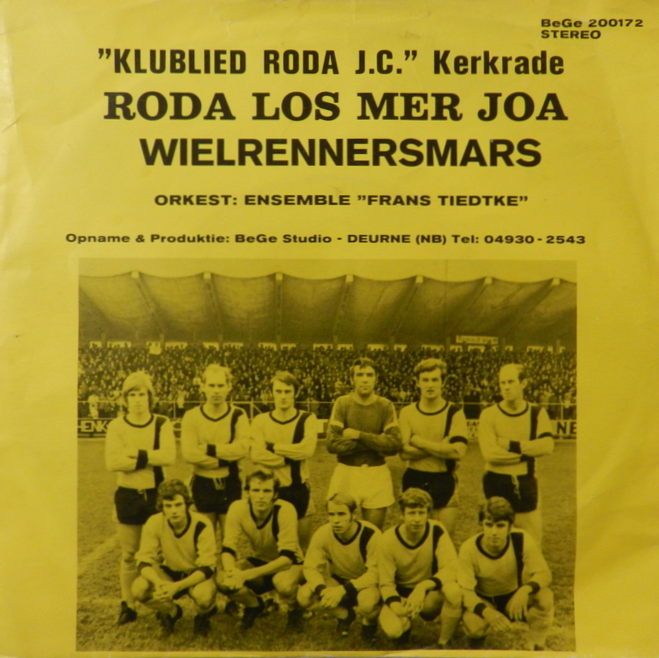 BeGe 200172
STEREO
"KLUBLIED RODA J.C." Kerkrade
RODA LOS MER JOA
WIELRENNERSMARS
ORKEST: ENSEMBLE "FRANS TIEDTKE"
Opname & Produktie: BeGe Studio - DEURNE (NB) Tel: 04930-2543